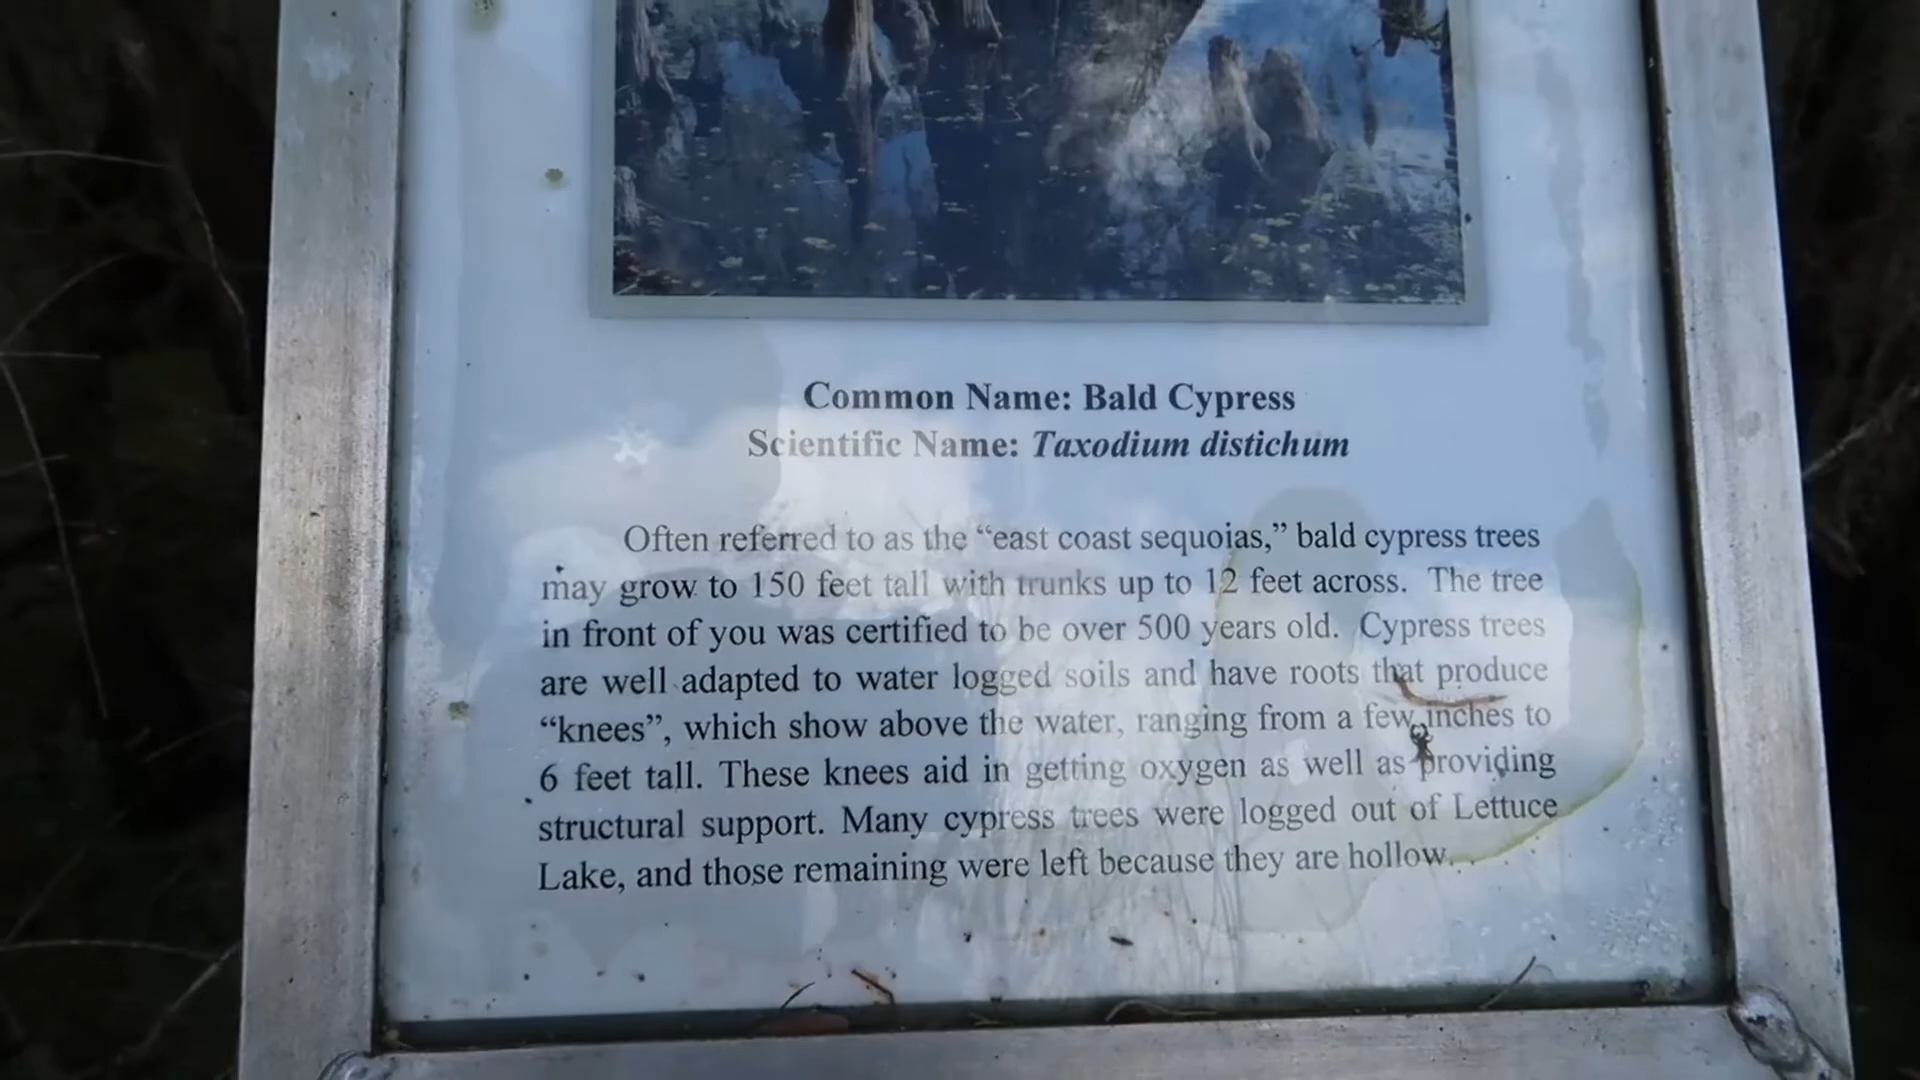 Common Name: Bald Cypress
Scientific Name: Taxodium distichum
Often referred to as the “east coast sequoias,” bald cypress trees
may grow to 150 feet tall with trunks up to 12 feet across. The tree
in front of you was certified to be over 500 years old. Cypress trees
are well adapted to water logged soils and have roots that produce
“knees”, which show above the water, ranging from a few inches to
6 feet tall. These knees aid in getting oxygen as well as providing
structural support. Many cypress trees were logged out of Lettuce
Lake, and those remaining were left because they are hollow.